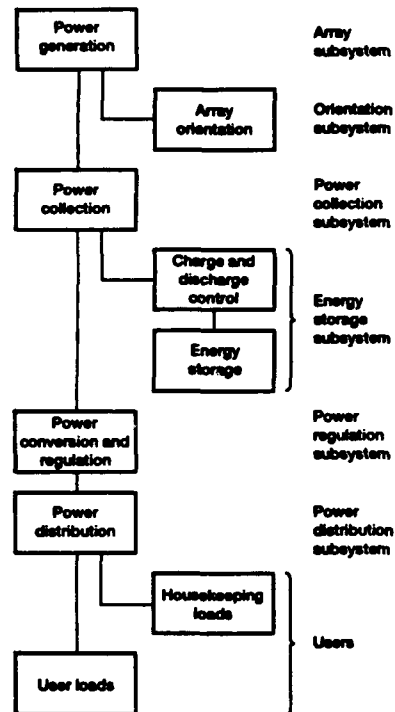 Power
generation
Array
subsystem
Array
orientation
Orientation
subsystem
Power
collection
Power
collection
subsystem
Charge and
discharge
control
Energy
storage
Energy
storage
subsystem
Power
conversion and
regulation
Power
regulation
subsystem
Power
distribution
Power
distribution
subsystem
Housekeeping
loads
Users
User loads